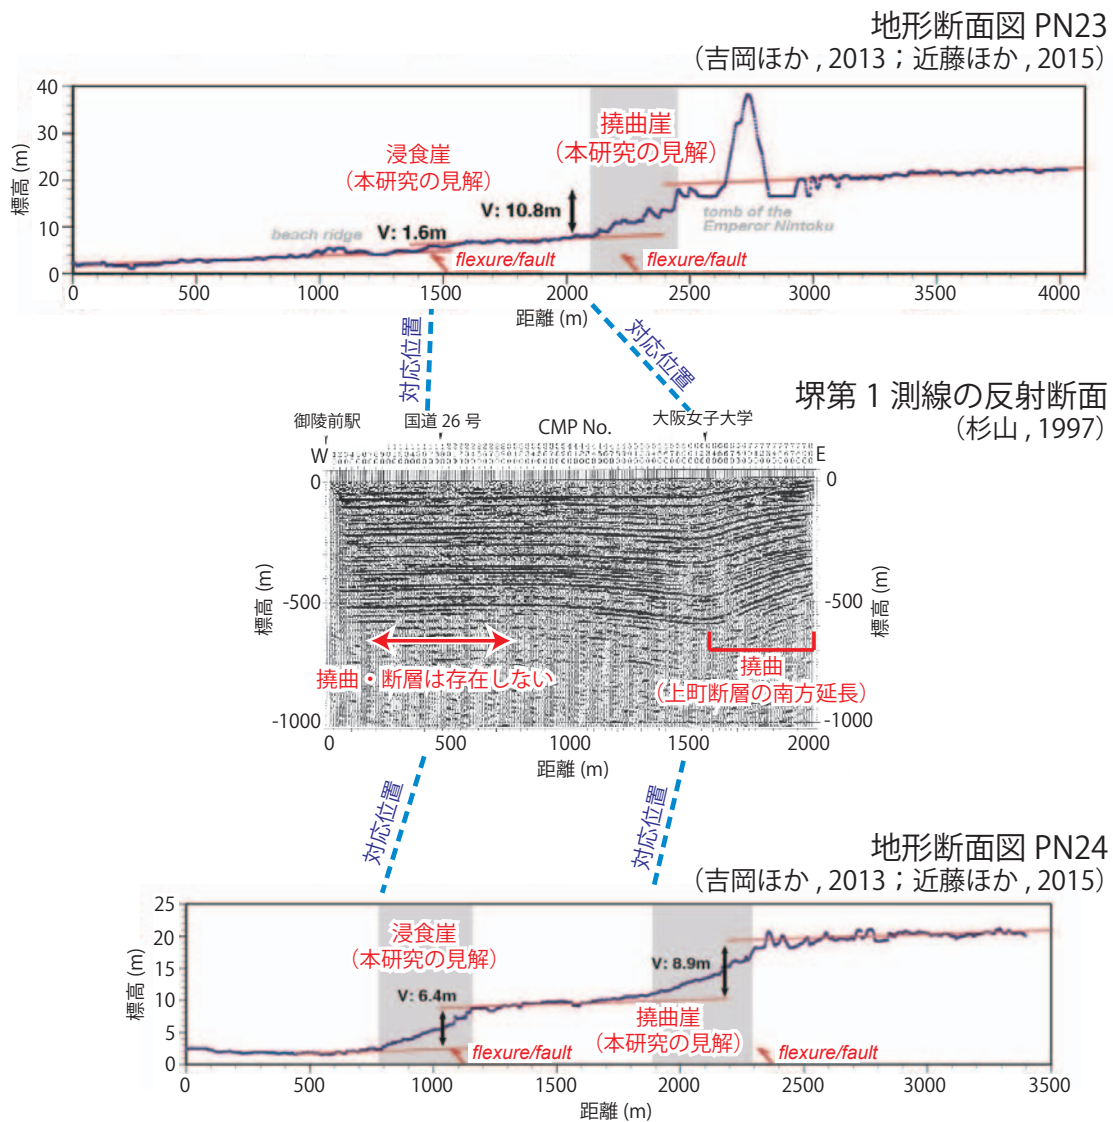 地形断面図 PN23
（吉岡ほか , 2013；近藤ほか , 2015）
標高 (m)
40
30
20
10
0
浸食崖
（本研究の見解）
撓曲崖
（本研究の見解）
V: 10.8m
V: 1.6m
beach ridge
tomb of the
Emperor Nintoku
flexure/fault
flexure/fault
0 500 1000 1500 2000 2500 3000 3500 4000
距離 (m)
対応位置
対応位置
堺第 1 測線の反射断面
（杉山 , 1997）
御陵前駅
国道 26 号
CMP No.
大阪女子大学
W
E
0
-500
-1000
標高 (m)
0
-500
-1000
標高 (m)
撓曲・断層は存在しない
撓曲
（上町断層の南方延長）
0 500 1000 1500 2000
距離 (m)
対応位置
対応位置
地形断面図 PN24
（吉岡ほか , 2013；近藤ほか , 2015）
標高 (m)
25
20
15
10
5
0
浸食崖
（本研究の見解）
V: 6.4m
V: 8.9m
撓曲崖
（本研究の見解）
flexure/fault
flexure/fault
0 500 1000 1500 2000 2500 3000 3500
距離 (m)